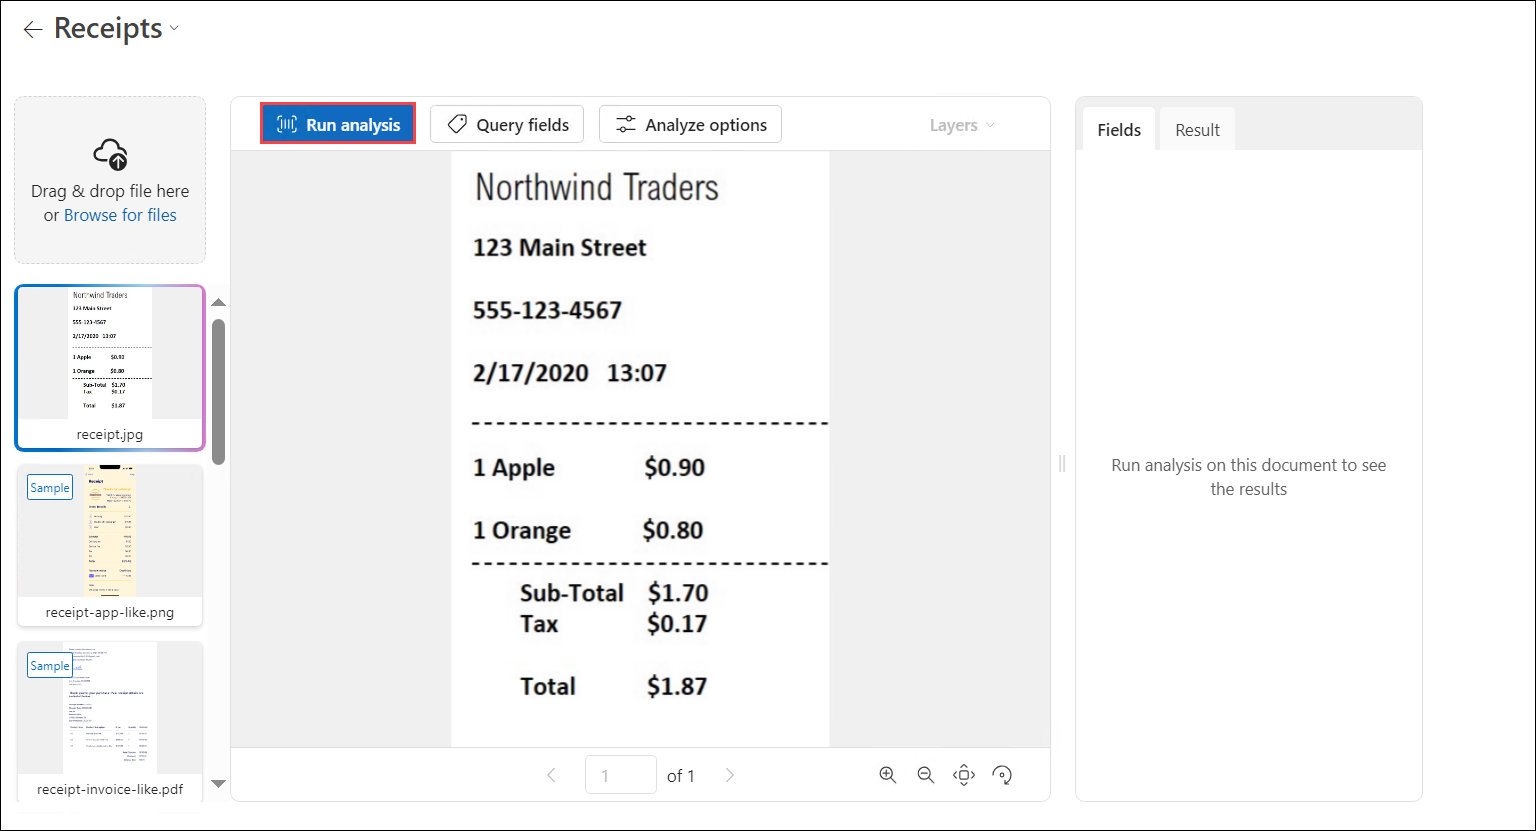 Receipts
Drag & drop file here
or Browse for files
Northwind Traders
123 Main Street
555-123-4567
2/17/2020 13:07
1 Apple $0.90
1 Orange $0.80
Sub-Total $1.70
Tax $0.17
Total $1.87
receipt.jpg
Sample
Receipt
receipt-app-like.png
Sample
receipt-invoice-like.pdf
Run analysis
Query fields
Analyze options
Layers
Northwind Traders
123 Main Street
555-123-4567
2/17/2020 13:07
1 Apple $0.90
1 Orange $0.80
Sub-Total $1.70
Tax $0.17
Total $1.87
1 of 1
Fields
Result
Run analysis on this document to see
the results